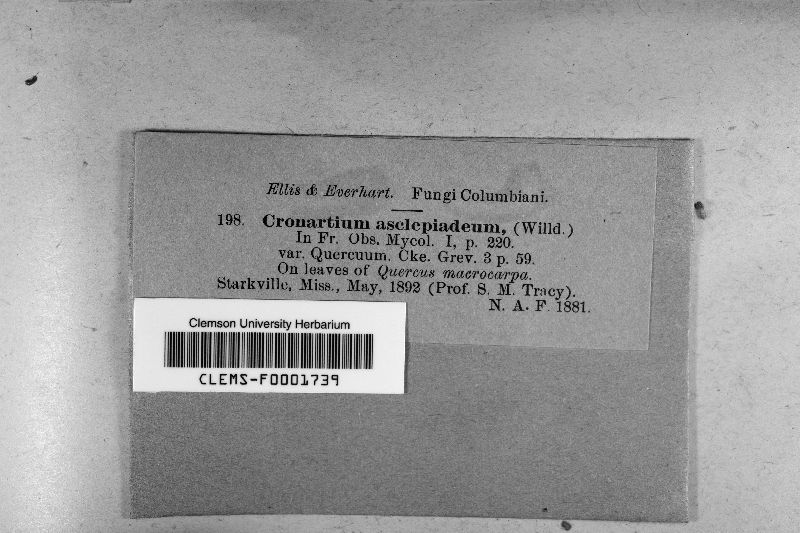 Ellis & Everhart. Fungi Columbiani.
198. Cronartium asclepiadeum, (Willd.)
In Fr. Obs. Mycol. I, p. 220.
var. Quercuum. Cke. Grev. 3 p. 59.
On leaves of Quercus macrocarpa.
Starkville, Miss., May, 1892 (Prof. S. M. Tracy).
N. A. F. 1881.
Clemson University Herbarium
CLEMS-F0001739